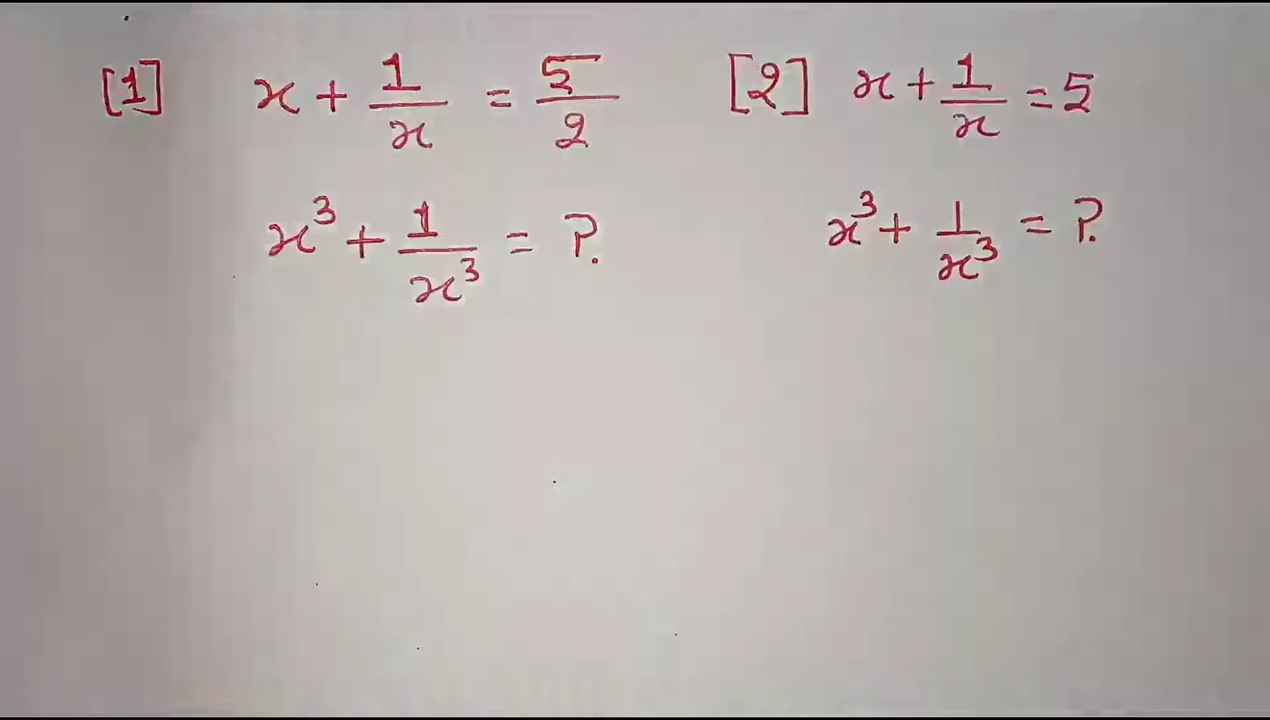 [1] x + 1/x = 5/2
x³ + 1/x³ = ?
[2] x + 1/x = 5
x³ + 1/x³ = ?